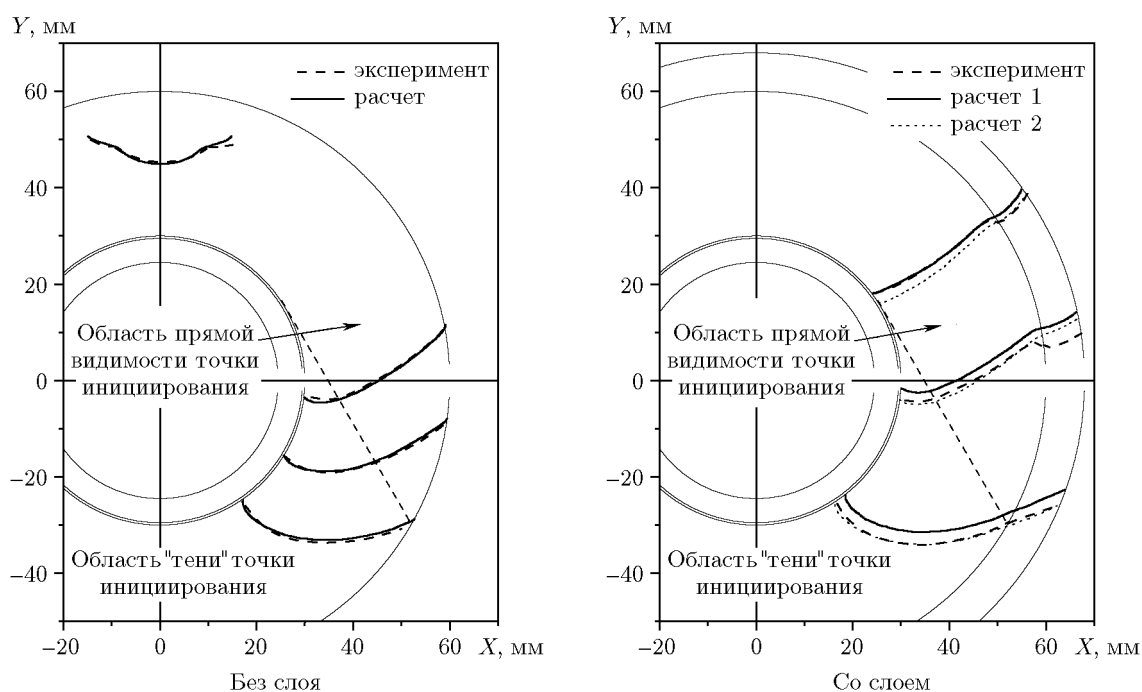 Y, мм
60
40
20
0
−20
−40
−20
0
20
40
60
X, мм
эксперимент
расчет
Область прямой
видимости точки
инициирования
Область "тени" точки
инициирования
Без слоя
Y, мм
60
40
20
0
−20
−40
−20
0
20
40
60
X, мм
эксперимент
расчет 1
расчет 2
Область прямой
видимости точки
инициирования
Область "тени" точки
инициирования
Со слоем